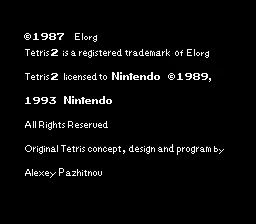 ©1987 Elorg
Tetris2 is a registered trademark of Elorg
Tetris2 licensed to Nintendo ©1989,
1993 Nintendo
All Rights Reserved
Original Tetris concept, design and program by
Alexey Pazhitnov